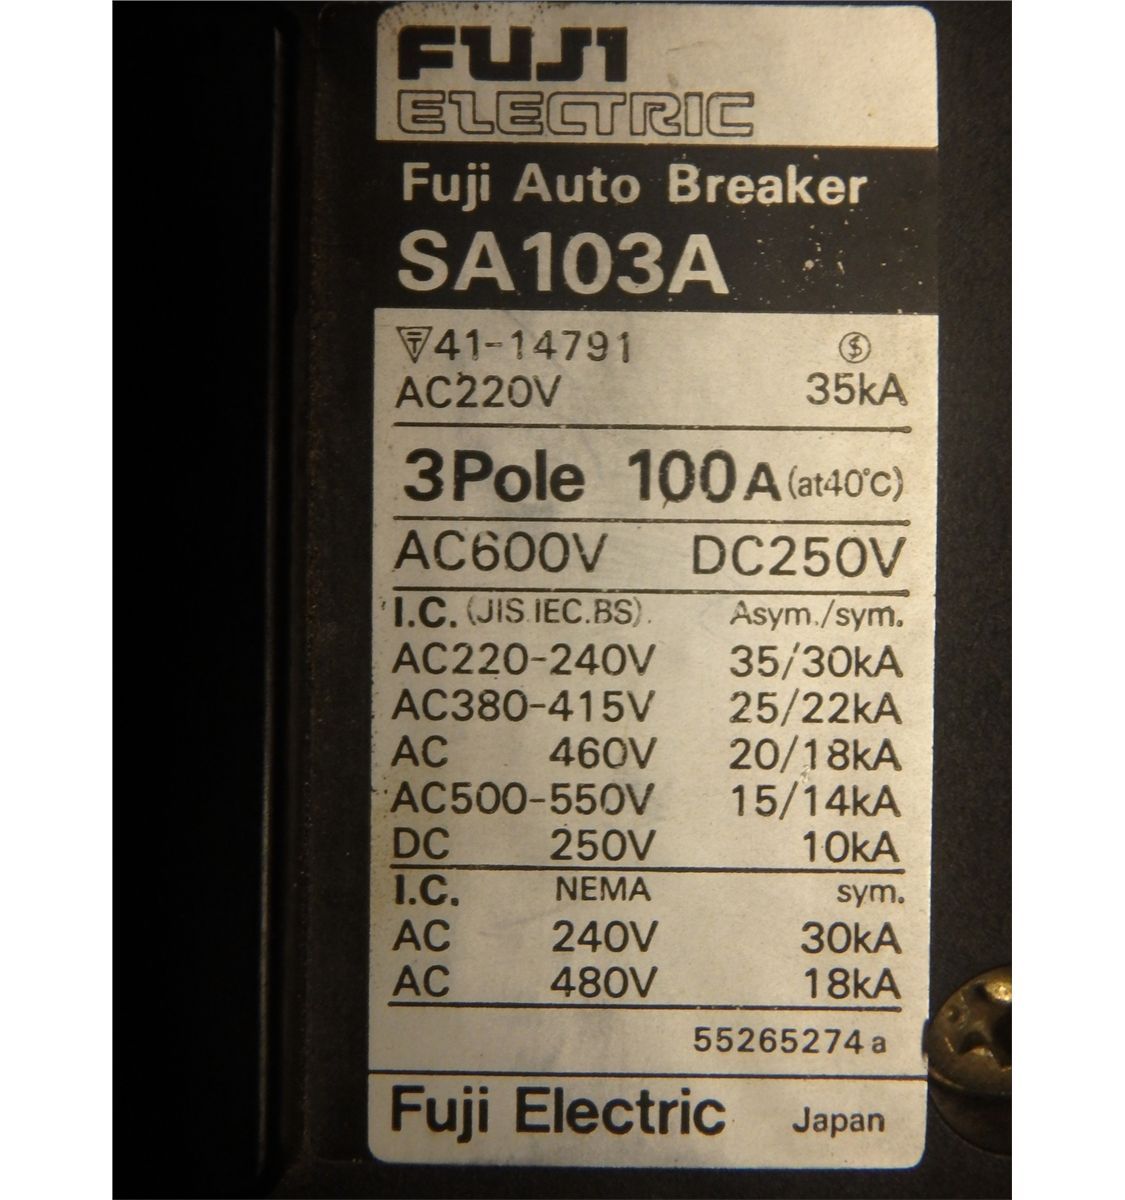 FUJI
ELECTRIC
Fuji Auto Breaker
SA103A
41-14791
AC220V 35kA
3Pole 100A (at40°C)
AC600V DC250V
I.C. (JIS.IEC.BS). Asym./sym.
AC220-240V 35/30kA
AC380-415V 25/22kA
AC 460V 20/18kA
AC500-550V 15/14kA
DC 250V 10kA
I.C. NEMA sym.
AC 240V 30kA
AC 480V 18kA
55265274a
Fuji Electric Japan